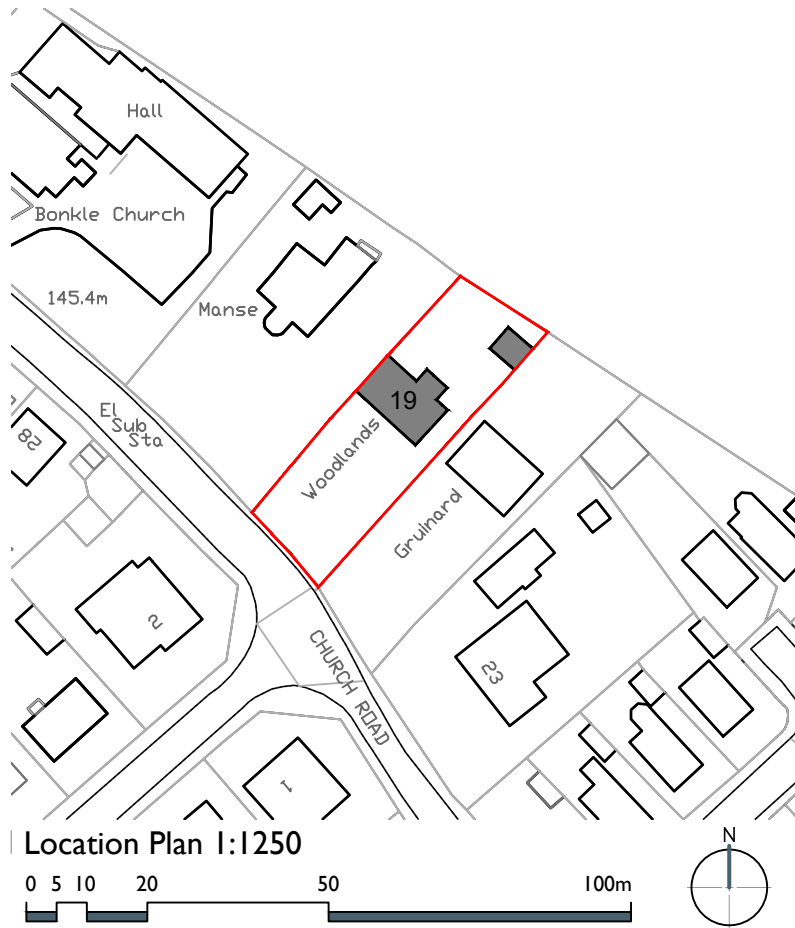 Hall
Bonkle Church
145.4m
Manse
El
Sub
Sta
28
19
Woodlands
Gruinard
2
CHURCH ROAD
23
1
Location Plan 1:1250
0 5 10 20 50 100m
N